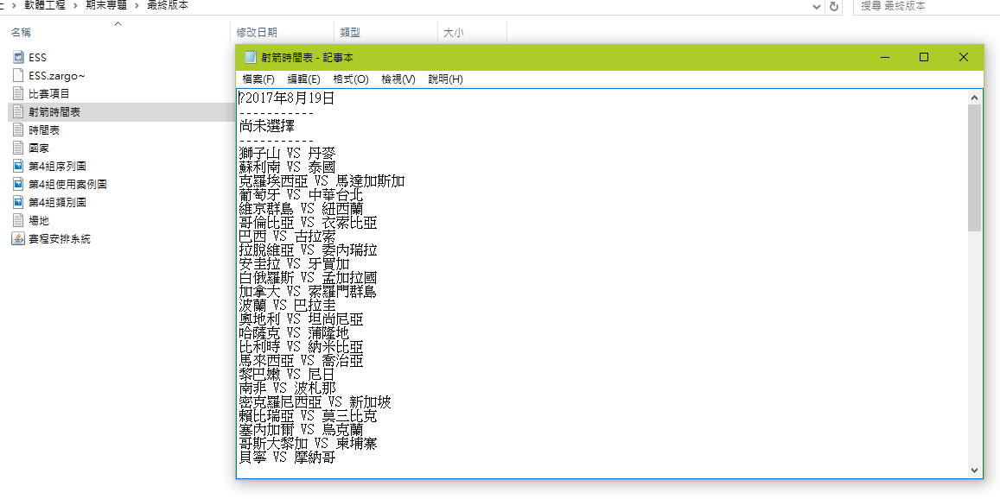 軟體工程 > 期末專題 > 最終版本
搜尋 最終版本
名稱
修改日期
類型
大小
ESS
ESS.zargo~
比賽項目
射箭時間表
時間表
國家
第4組序列圖
第4組使用案例圖
第4組類別圖
場地
賽程安排系統
射箭時間表 - 記事本
檔案(F) 編輯(E) 格式(O) 檢視(V) 說明(H)
?2017年8月19日
-----------
尚未選擇
-----------
獅子山 VS 丹麥
蘇利南 VS 泰國
克羅埃西亞 VS 馬達加斯加
葡萄牙 VS 中華台北
維京群島 VS 紐西蘭
哥倫比亞 VS 衣索比亞
巴西 VS 古拉索
拉脫維亞 VS 委內瑞拉
安圭拉 VS 牙買加
白俄羅斯 VS 孟加拉國
加拿大 VS 索羅門群島
波蘭 VS 巴拉圭
奧地利 VS 坦尚尼亞
哈薩克 VS 蒲隆地
比利時 VS 納米比亞
馬來西亞 VS 喬治亞
黎巴嫩 VS 尼日
南非 VS 波札那
密克羅尼西亞 VS 新加坡
賴比瑞亞 VS 莫三比克
塞內加爾 VS 烏克蘭
哥斯大黎加 VS 柬埔寨
貝寧 VS 摩納哥